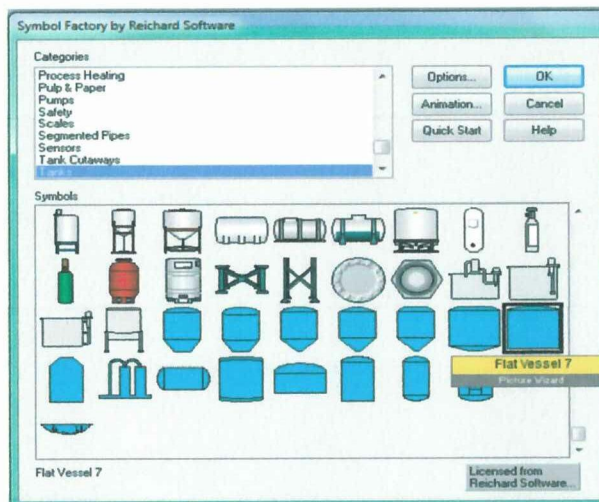 Symbol Factory by Reichard Software
Categories
Process Heating
Pulp & Paper
Pumps
Safety
Scales
Segmented Pipes
Sensors
Tank Cutaways
Tanks
Options...
OK
Animation...
Cancel
Quick Start
Help
Symbols
Flat Vessel 7
Picture Wizard
Flat Vessel 7
Licensed from
Reichard Software...